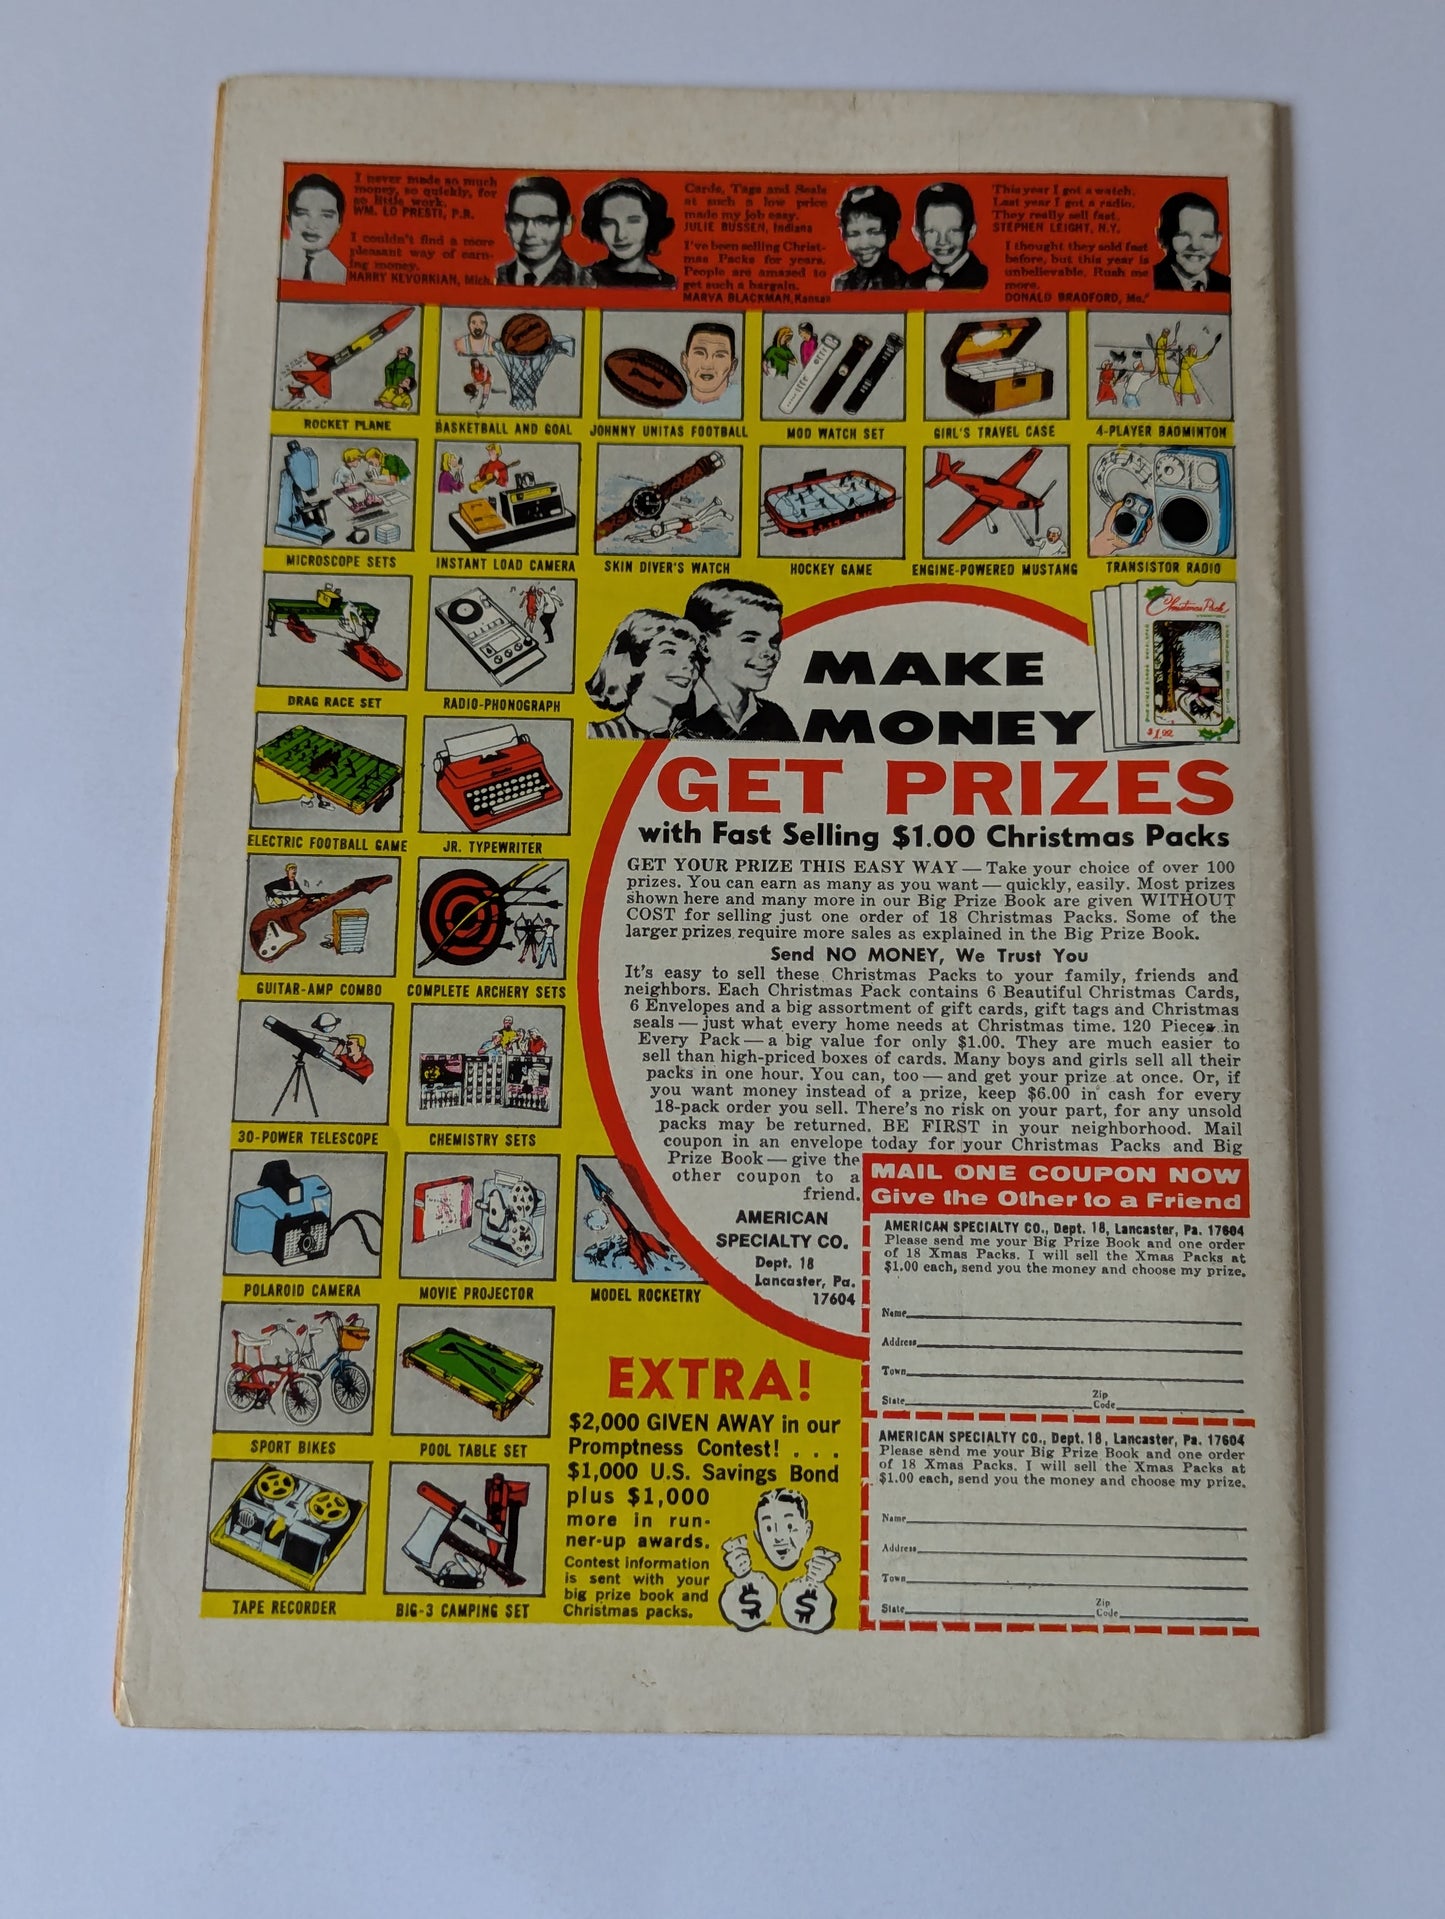 I never made so much
money, so quickly, for
so little work.
WM. LO PRESTI, P.R.
I couldn't find a more
pleasant way of earn-
ing money.
HARRY KEVORKIAN, Mich.
Cards, Tags and Seals
at such a low price
made my job easy.
JULIE BUSSEN, Indiana
I've been selling Christ-
mas Packs for years.
People are amazed to
get such a bargain.
MARVA BLACKMAN, Kansas
This year I got a watch.
Last year I got a radio.
They really sell fast.
STEPHEN LEIGHT, N.Y.
I thought they sold fast
before, but this year is
unbelievable. Rush me
more.
DONALD BRADFORD, Mo.
ROCKET PLANE
BASKETBALL AND GOAL
JOHNNY UNITAS FOOTBALL
MOD WATCH SET
GIRL'S TRAVEL CASE
4-PLAYER BADMINTON
MICROSCOPE SETS
INSTANT LOAD CAMERA
SKIN DIVER'S WATCH
HOCKEY GAME
ENGINE-POWERED MUSTANG
TRANSISTOR RADIO
DRAG RACE SET
RADIO-PHONOGRAPH
ELECTRIC FOOTBALL GAME
JR. TYPEWRITER
GUITAR-AMP COMBO
COMPLETE ARCHERY SETS
30-POWER TELESCOPE
CHEMISTRY SETS
POLAROID CAMERA
MOVIE PROJECTOR
MODEL ROCKETRY
SPORT BIKES
POOL TABLE SET
TAPE RECORDER
BIG-3 CAMPING SET
Christmas Pack
$1.00
MAKE
MONEY
GET PRIZES
with Fast Selling $1.00 Christmas Packs
GET YOUR PRIZE THIS EASY WAY — Take your choice of over 100
prizes. You can earn as many as you want — quickly, easily. Most prizes
shown here and many more in our Big Prize Book are given WITHOUT
COST for selling just one order of 18 Christmas Packs. Some of the
larger prizes require more sales as explained in the Big Prize Book.
Send NO MONEY, We Trust You
It's easy to sell these Christmas Packs to your family, friends and
neighbors. Each Christmas Pack contains 6 Beautiful Christmas Cards,
6 Envelopes and a big assortment of gift cards, gift tags and Christmas
seals — just what every home needs at Christmas time. 120 Pieces in
Every Pack — a big value for only $1.00. They are much easier to
sell than high-priced boxes of cards. Many boys and girls sell all their
packs in one hour. You can, too — and get your prize at once. Or, if
you want money instead of a prize, keep $6.00 in cash for every
18-pack order you sell. There's no risk on your part, for any unsold
packs may be returned. BE FIRST in your neighborhood. Mail
coupon in an envelope today for your Christmas Packs and Big
Prize Book — give the
other coupon to a
friend.
AMERICAN
SPECIALTY CO.
Dept. 18
Lancaster, Pa.
17604
MAIL ONE COUPON NOW
Give the Other to a Friend
AMERICAN SPECIALTY CO., Dept. 18, Lancaster, Pa. 17604
Please send me your Big Prize Book and one order
of 18 Xmas Packs. I will sell the Xmas Packs at
$1.00 each, send you the money and choose my prize.
Name
Address
Town
State Zip Code
AMERICAN SPECIALTY CO., Dept. 18, Lancaster, Pa. 17604
Please send me your Big Prize Book and one order
of 18 Xmas Packs. I will sell the Xmas Packs at
$1.00 each, send you the money and choose my prize.
Name
Address
Town
State Zip Code
EXTRA!
$2,000 GIVEN AWAY in our
Promptness Contest! . . .
$1,000 U.S. Savings Bond
plus $1,000
more in run-
ner-up awards.
Contest information
is sent with your
big prize book and
Christmas packs.
$ $